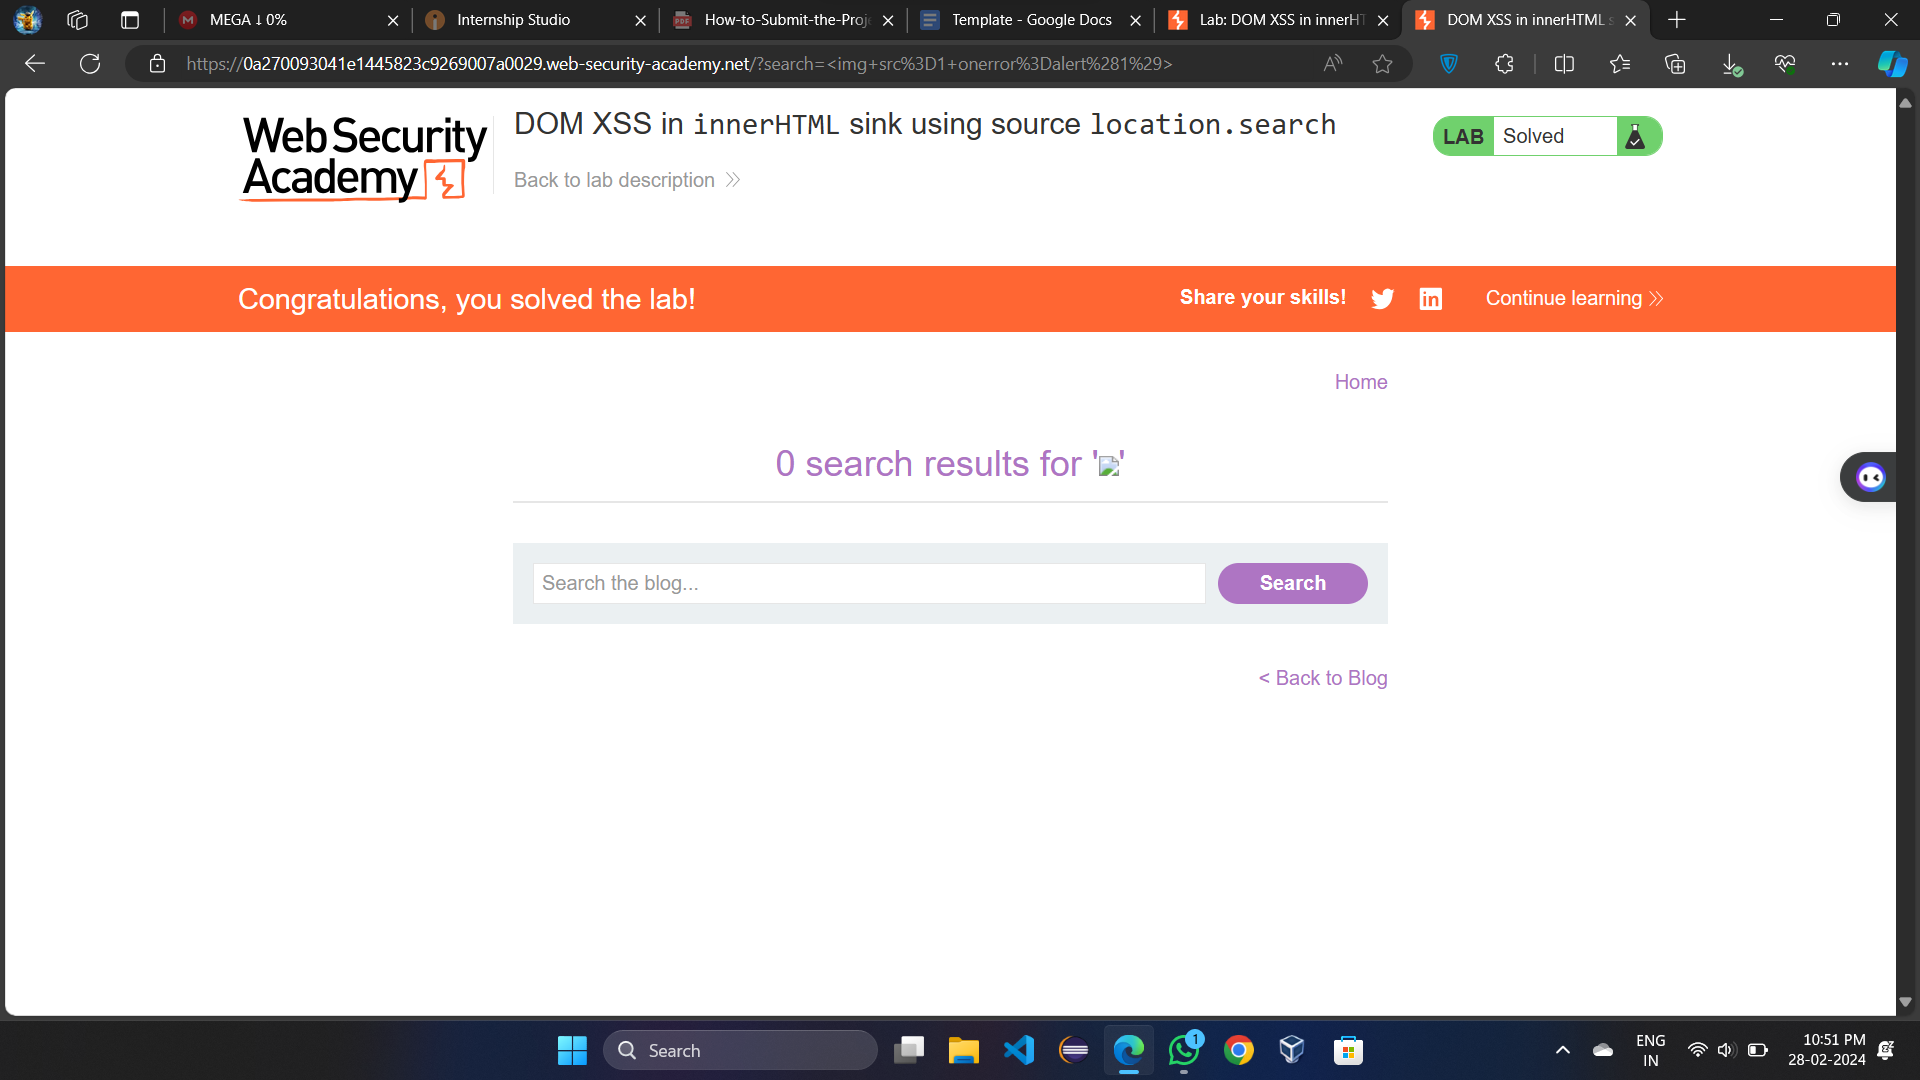 MEGA ↓ 0%
Internship Studio
How-to-Submit-the-Proje
Template - Google Docs
Lab: DOM XSS in innerHT
DOM XSS in innerHTML s
https://0a270093041e1445823c9269007a0029.web-security-academy.net/?search=<img+src%3D1+onerror%3Dalert%281%29>
Web Security
Academy
DOM XSS in innerHTML sink using source location.search
Back to lab description
LAB Solved
Congratulations, you solved the lab!
Share your skills!
Continue learning
Home
0 search results for ''
Search the blog...
Search
< Back to Blog
Search
1
ENG
IN
10:51 PM
28-02-2024